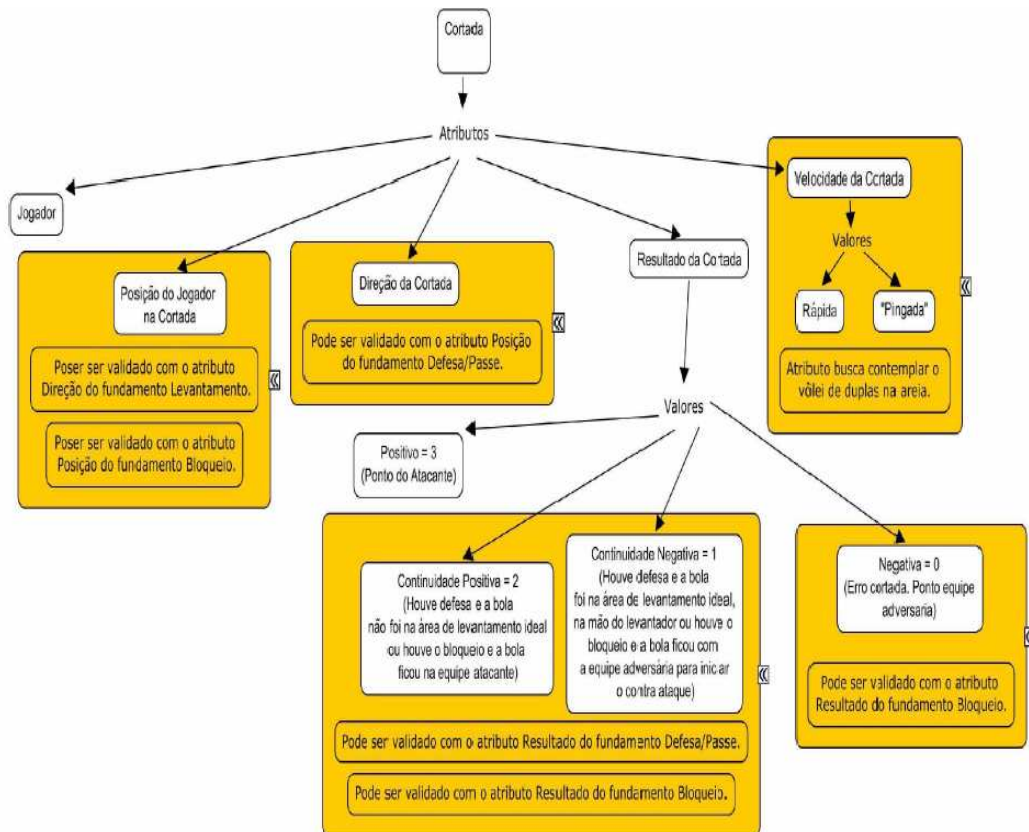 Cortada
Atributos
Jogador
Posição do Jogador
na Cortada
Poser ser validado com o atributo
Direção do fundamento Levantamento.
Poser ser validado com o atributo
Posição do fundamento Bloqueio.
Direção da Cortada
Pode ser validado com o atributo Posição
do fundamento Defesa/Passe.
Resultado da Cortada
Velocidade da Cortada
Valores
Rápida
"Pingada"
Atributo busca contemplar o
vôlei de duplas na areia.
Valores
Positivo = 3
(Ponto do Atacante)
Continuidade Positiva = 2
(Houve defesa e a bola
não foi na área de levantamento ideal
ou houve o bloqueio e a bola
ficou na equipe atacante)
Continuidade Negativa = 1
(Houve defesa e a bola
foi na área de levantamento ideal,
na mão do levantador ou houve o
bloqueio e a bola ficou com
a equipe adversária para iniciar
o contra ataque)
Pode ser validado com o atributo Resultado do fundamento Defesa/Passe.
Pode ser validado com o atributo Resultado do fundamento Bloqueio.
Negativa = 0
(Erro cortada. Ponto equipe
adversaria)
Pode ser validado com o atributo
Resultado do fundamento Bloqueio.